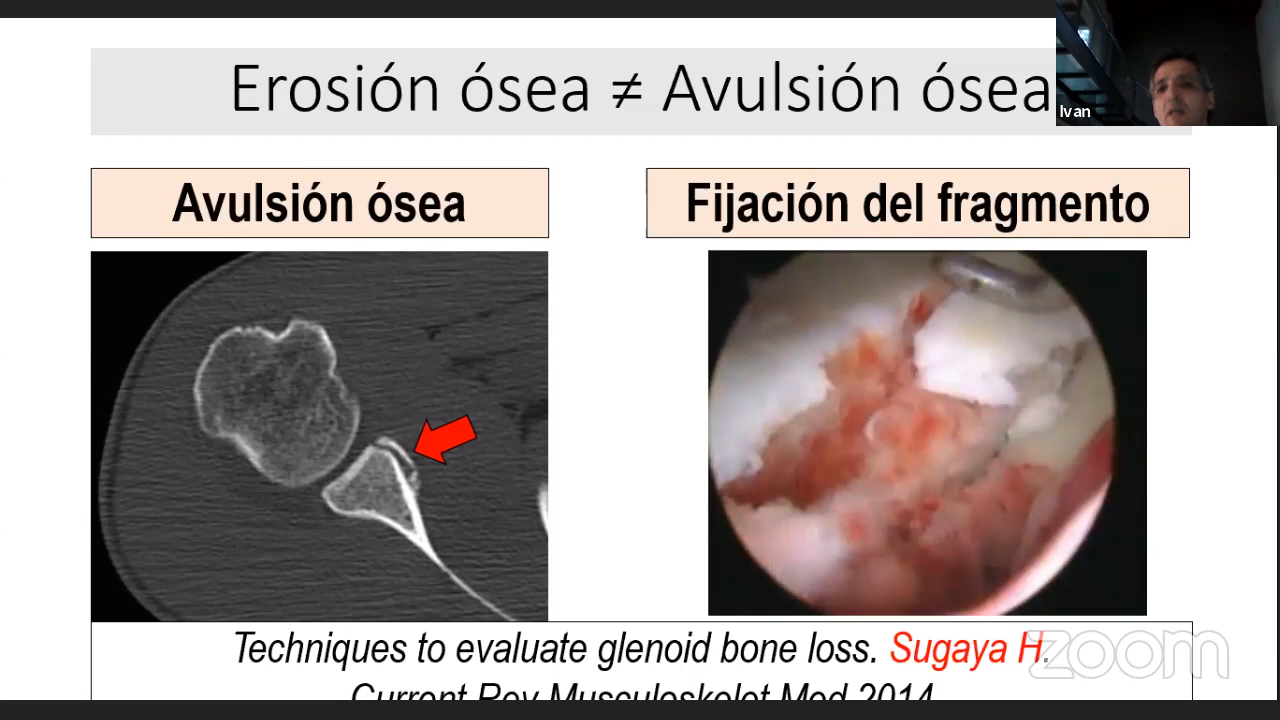 Erosión ósea ≠ Avulsión ósea
Ivan
Avulsión ósea
Fijación del fragmento
Techniques to evaluate glenoid bone loss. Sugaya H.
Current Rev Musculoskelet Med 2014
zoom